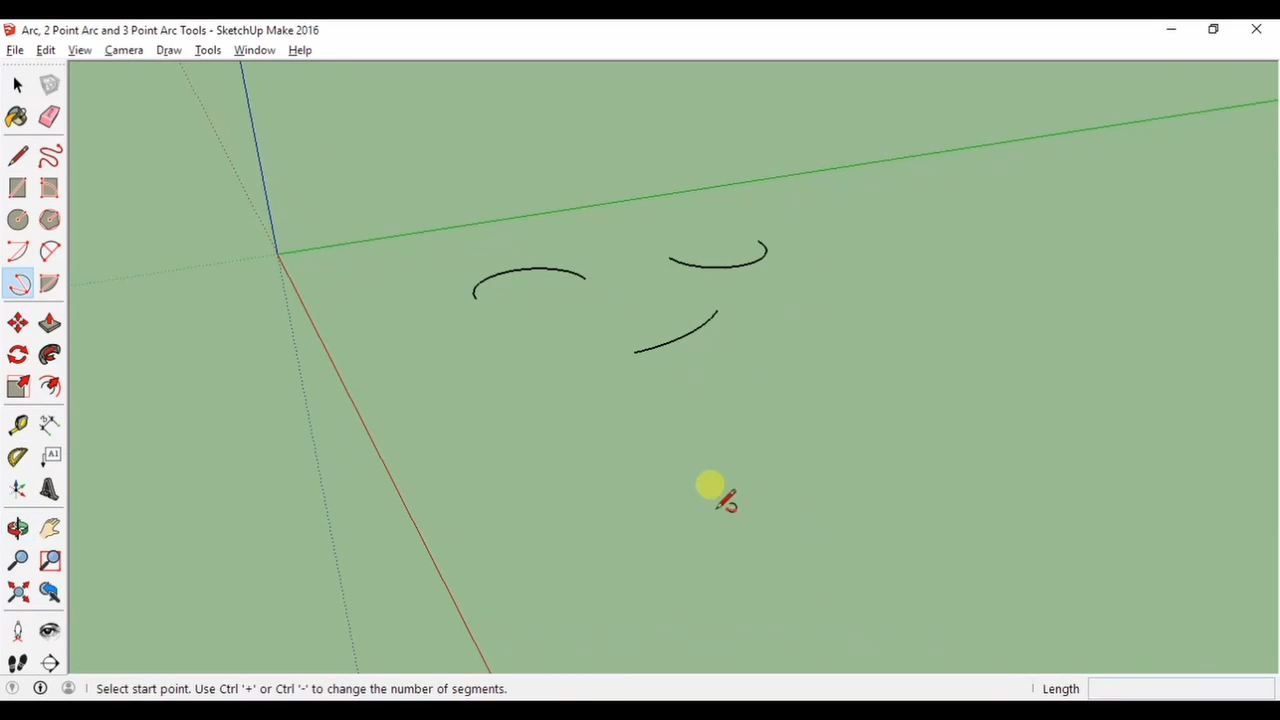 Arc, 2 Point Arc and 3 Point Arc Tools - SketchUp Make 2016
File Edit View Camera Draw Tools Window Help
A1
Select start point. Use Ctrl '+' or Ctrl '-' to change the number of segments.
Length